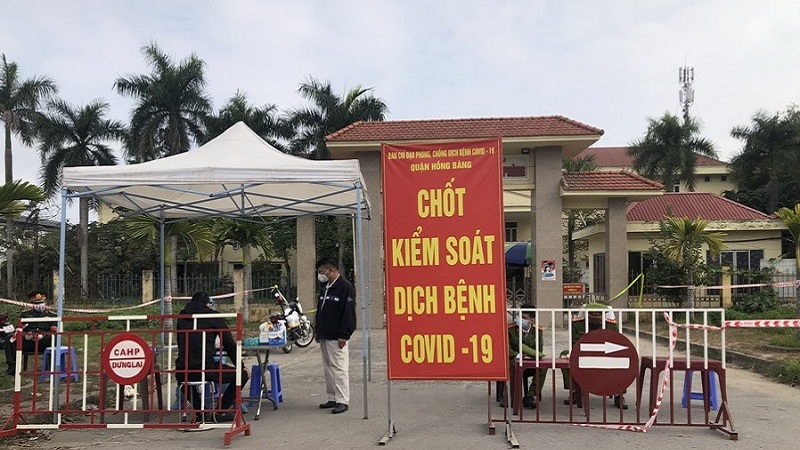 BAN CHỈ ĐẠO PHÒNG, CHỐNG DỊCH BỆNH COVID -19
QUẬN HỒNG BÀNG
CHỐT
KIỂM SOÁT
DỊCH BỆNH
COVID -19
CAHP
DỪNG LẠI